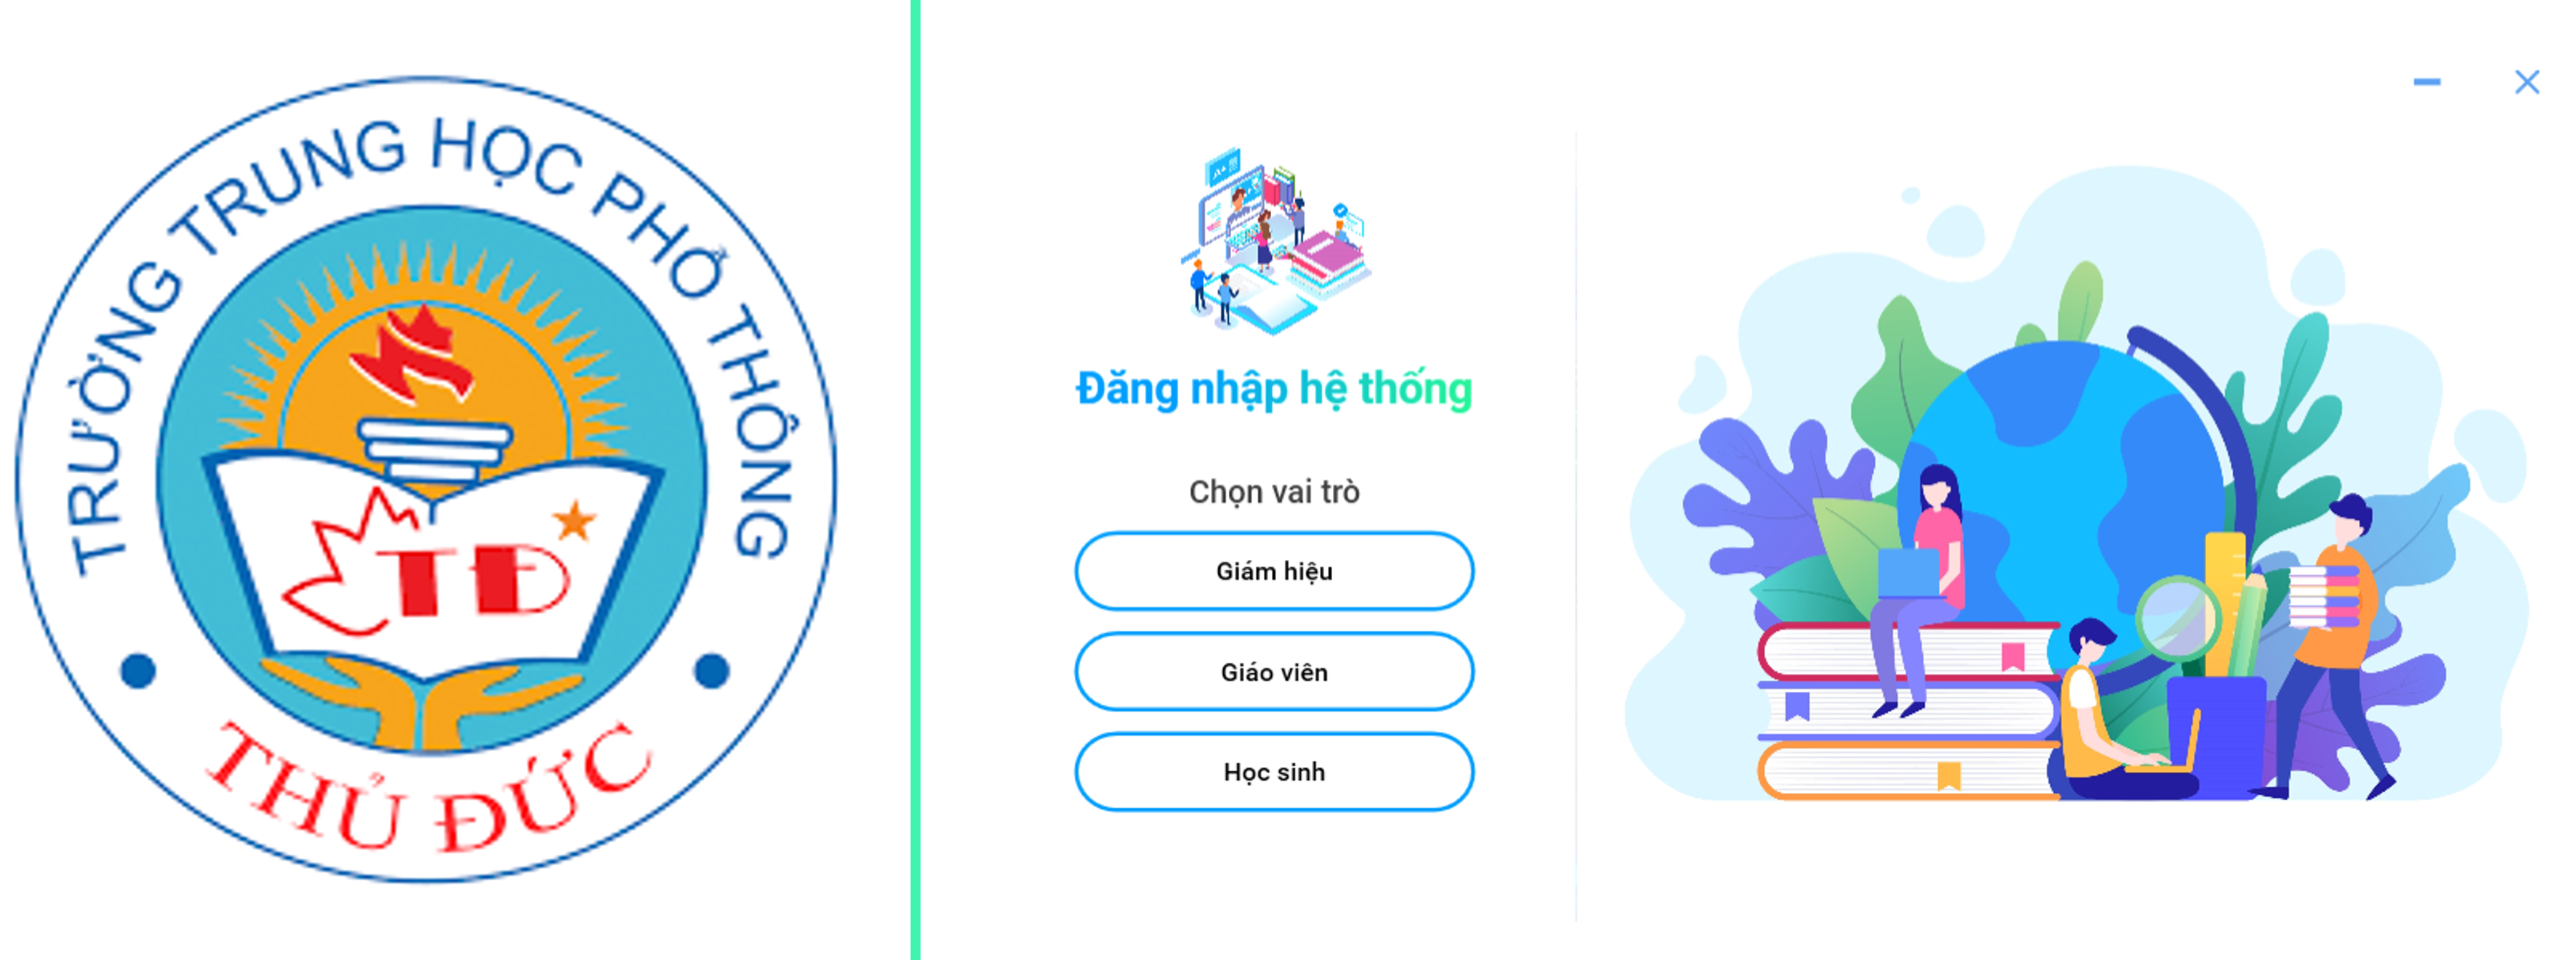 TRƯỜNG TRUNG HỌC PHỔ THÔNG
TĐ
THỦ ĐỨC
Đăng nhập hệ thống
Chọn vai trò
Giám hiệu
Giáo viên
Học sinh